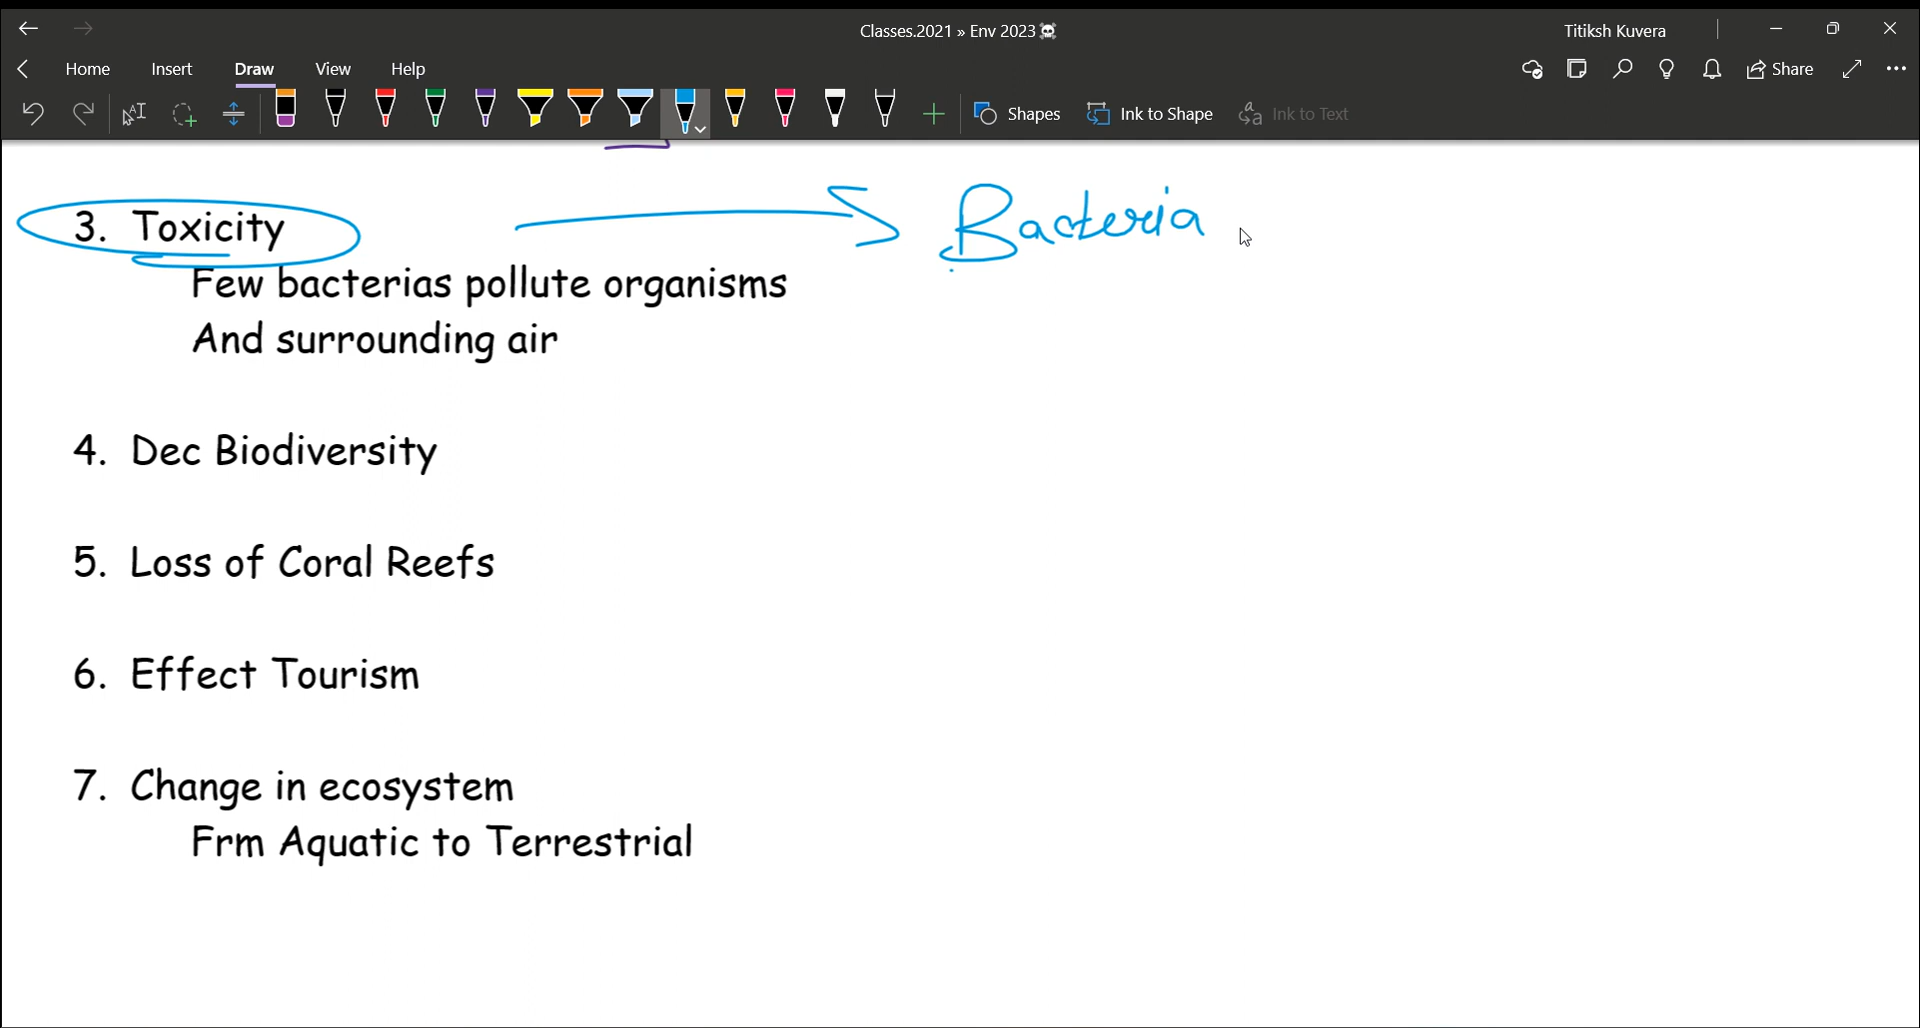 Classes.2021 » Env 2023☠
Titiksh Kuvera
Home Insert Draw View Help
Share
Shapes Ink to Shape Ink to Text
3. Toxicity
Bacteria
Few bacterias pollute organisms
And surrounding air
4. Dec Biodiversity
5. Loss of Coral Reefs
6. Effect Tourism
7. Change in ecosystem
Frm Aquatic to Terrestrial